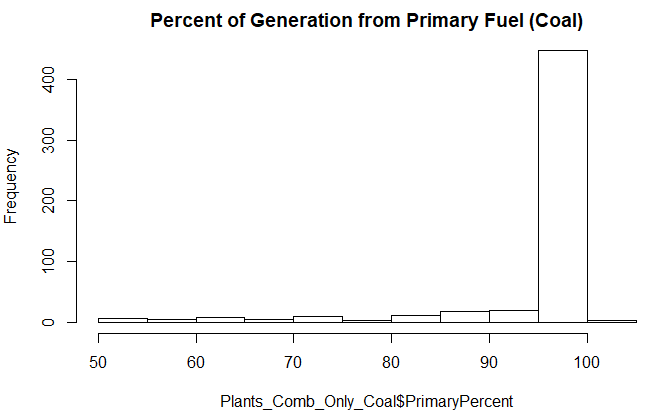 Percent of Generation from Primary Fuel (Coal)
400
300
200
100
0
Frequency
50 60 70 80 90 100
Plants_Comb_Only_Coal$PrimaryPercent